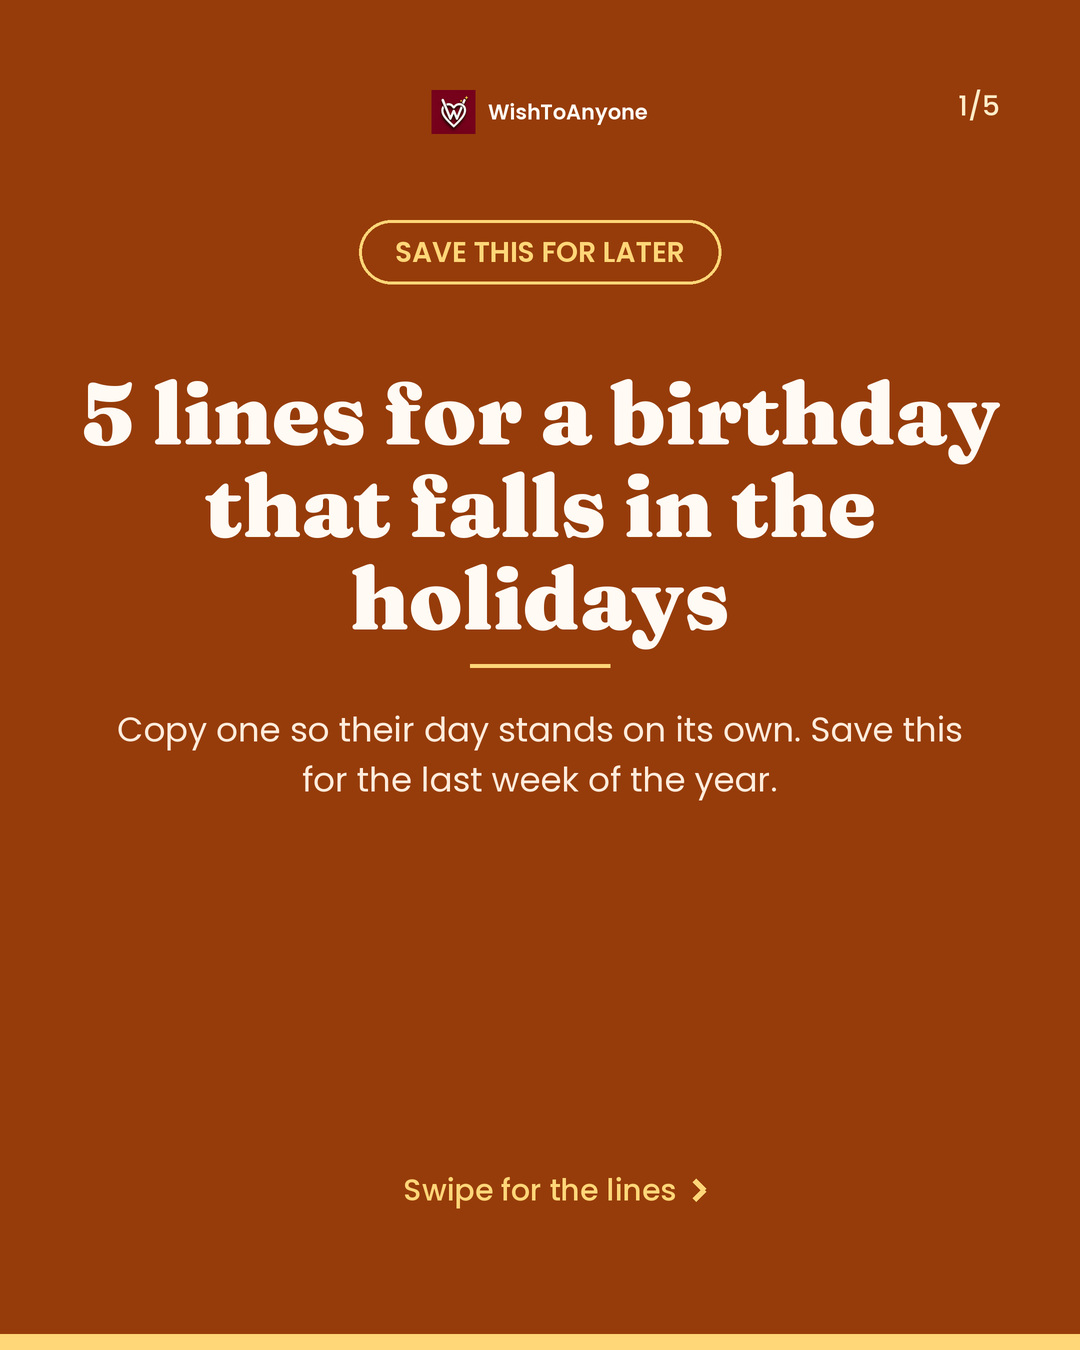 WishToAnyone
1/5
SAVE THIS FOR LATER
5 lines for a birthday
that falls in the
holidays
Copy one so their day stands on its own. Save this
for the last week of the year.
Swipe for the lines